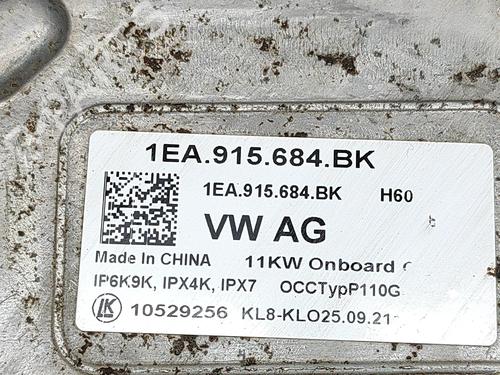 1EA.915.684.BK
1EA.915.684.BK H60
VW AG
Made In CHINA 11KW Onboard
IP6K9K, IPX4K, IPX7 OCCTypP110G
LK 10529256 KL8-KLO25.09.21